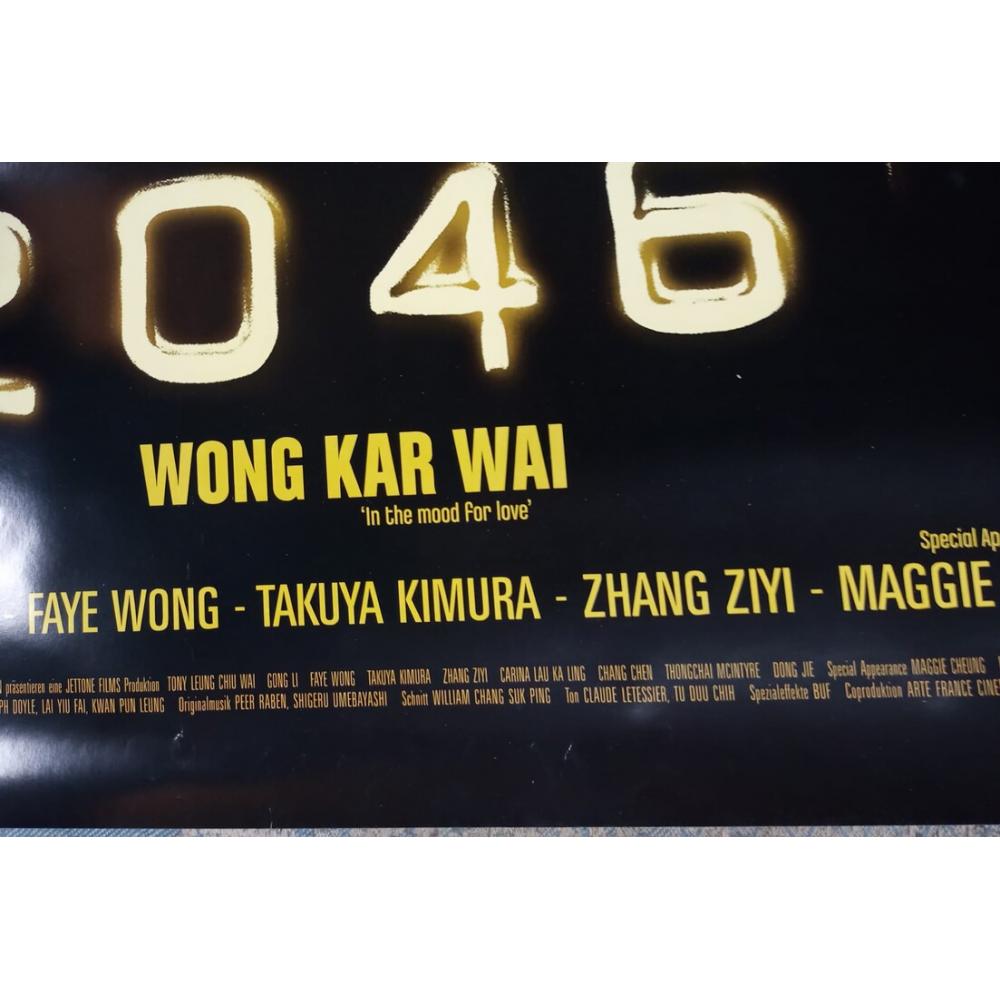 2046
WONG KAR WAI
'In the mood for love'
Special Ap
FAYE WONG - TAKUYA KIMURA - ZHANG ZIYI - MAGGIE
präsentieren eine JETTONE FILMS Produktion TONY LEUNG CHIU WAI GONG LI FAYE WONG TAKUYA KIMURA ZHANG ZIYI CARINA LAU KA LING CHANG CHEN THONGCHAI MCINTYRE DONG JIE Special Appearance MAGGIE CHEUNG
PH DOYLE, LAI YIU FAI, KWAN PUN LEUNG Originalmusik PEER RABEN, SHIGERU UMEBAYASHI Schnitt WILLIAM CHANG SUK PING Ton CLAUDE LETESSIER, TU DUU CHIH Spezialeffekte BUF Coproduktion ARTE FRANCE CINE